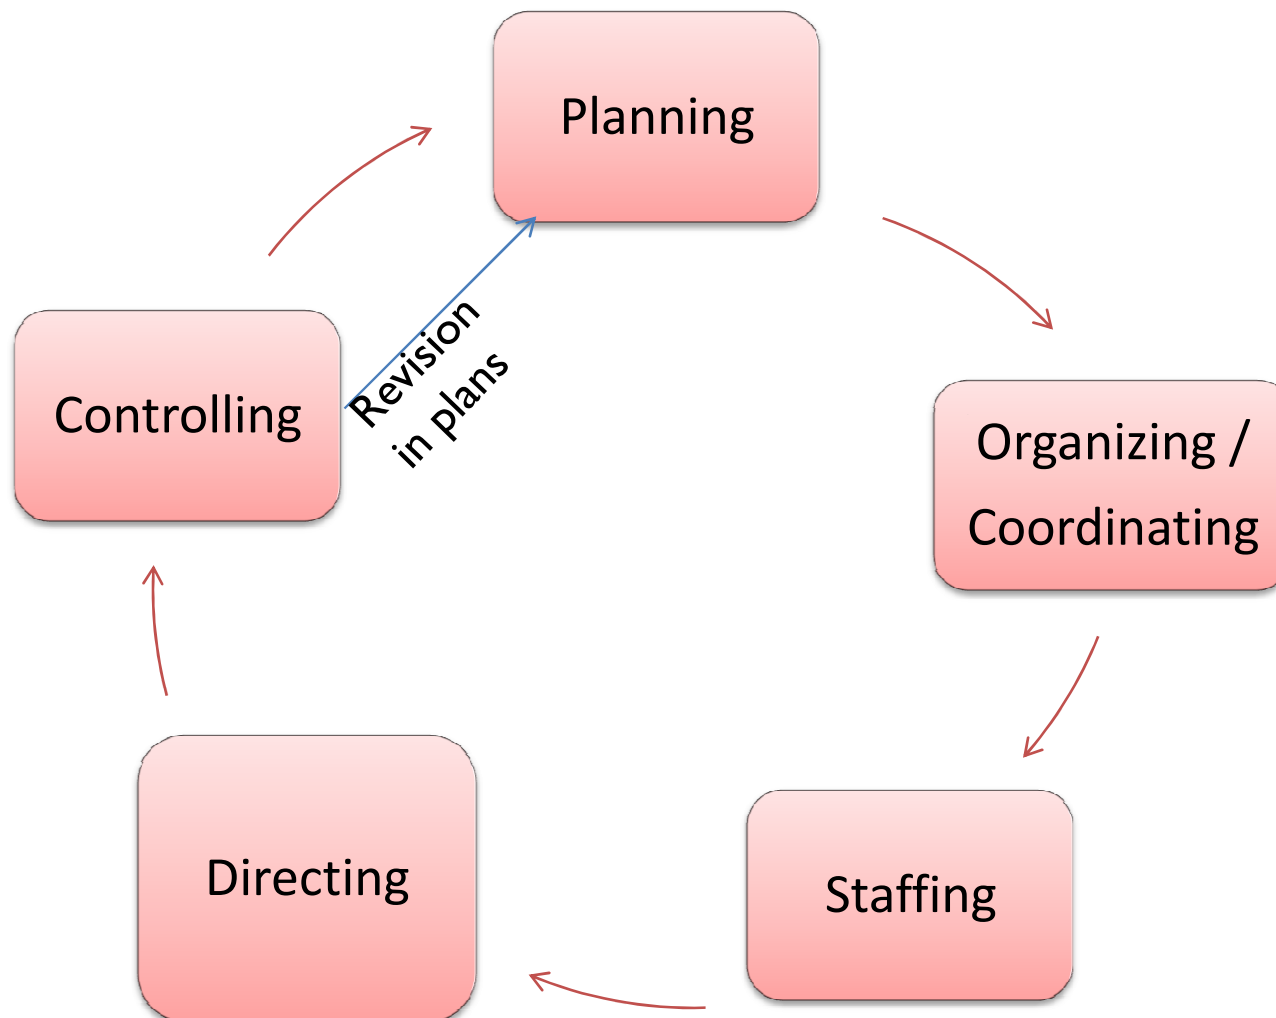 Planning
Organizing /
Coordinating
Staffing
Directing
Controlling
Revision
in plans